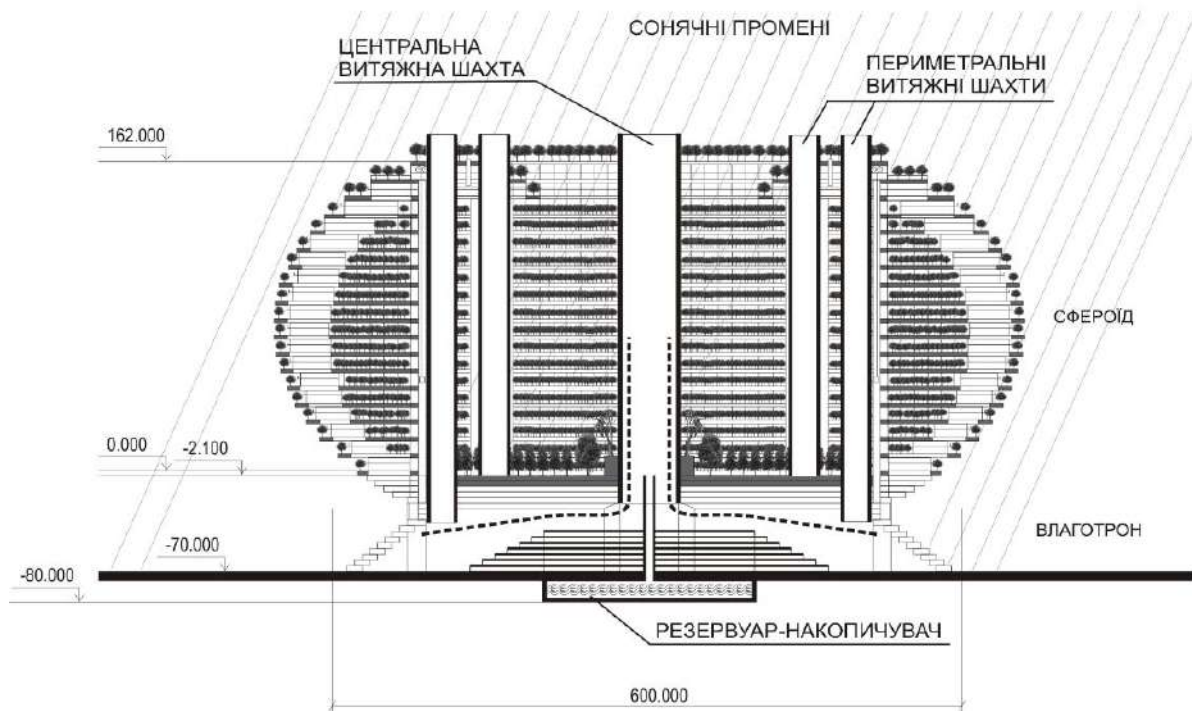 СОНЯЧНІ ПРОМЕНІ
ЦЕНТРАЛЬНА
ВИТЯЖНА ШАХТА
ПЕРИМЕТРАЛЬНІ
ВИТЯЖНІ ШАХТИ
162.000
СФЕРОЇД
0.000
-2.100
ВЛАГОТРОН
-70.000
-80.000
РЕЗЕРВУАР-НАКОПИЧУВАЧ
600.000